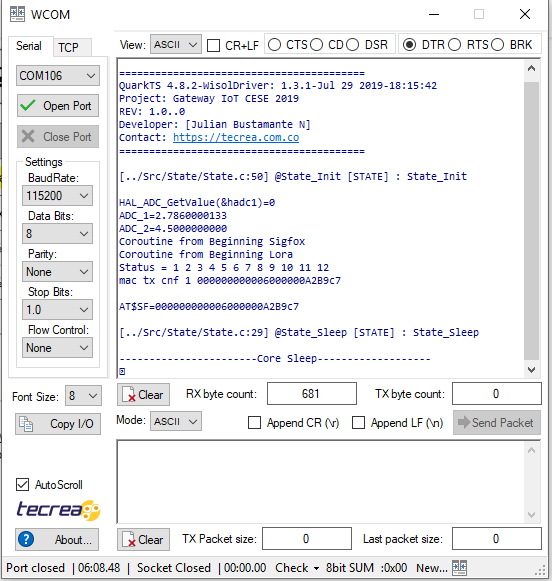 WCOM
Serial TCP
View: ASCII CR+LF CTS CD DSR DTR RTS BRK
COM106
Open Port
Close Port
Settings
BaudRate:
115200
Data Bits:
8
Parity:
None
Stop Bits:
1.0
Flow Control:
None
========================================
QuarkTS 4.8.2-WisolDriver: 1.3.1-Jul 29 2019-18:15:42
Project: Gateway IoT CESE 2019
REV: 1.0..0
Developer: [Julian Bustamante N]
Contact: https://tecrea.com.co
========================================
[../Src/State/State.c:50] @State_Init [STATE] : State_Init
HAL_ADC_GetValue(&hadc1)=0
ADC_1=2.7860000133
ADC_2=4.5000000000
Coroutine from Beginning Sigfox
Coroutine from Beginning Lora
Status = 1 2 3 4 5 6 7 8 9 10 11 12
mac tx cnf 1 000000000006000000A2B9c7
AT$SF=000000000006000000A2B9c7
[../Src/State/State.c:29] @State_Sleep [STATE] : State_Sleep
-----------------------Core Sleep-------------------
Font Size: 8
Clear RX byte count: 681 TX byte count: 0
Copy I/O
Mode: ASCII Append CR (\r) Append LF (\n) Send Packet
AutoScroll
tecrea
About...
Clear TX Packet size: 0 Last packet size: 0
Port closed | 06:08.48 | Socket Closed | 00:00.00 Check 8bit SUM :0x00 New...